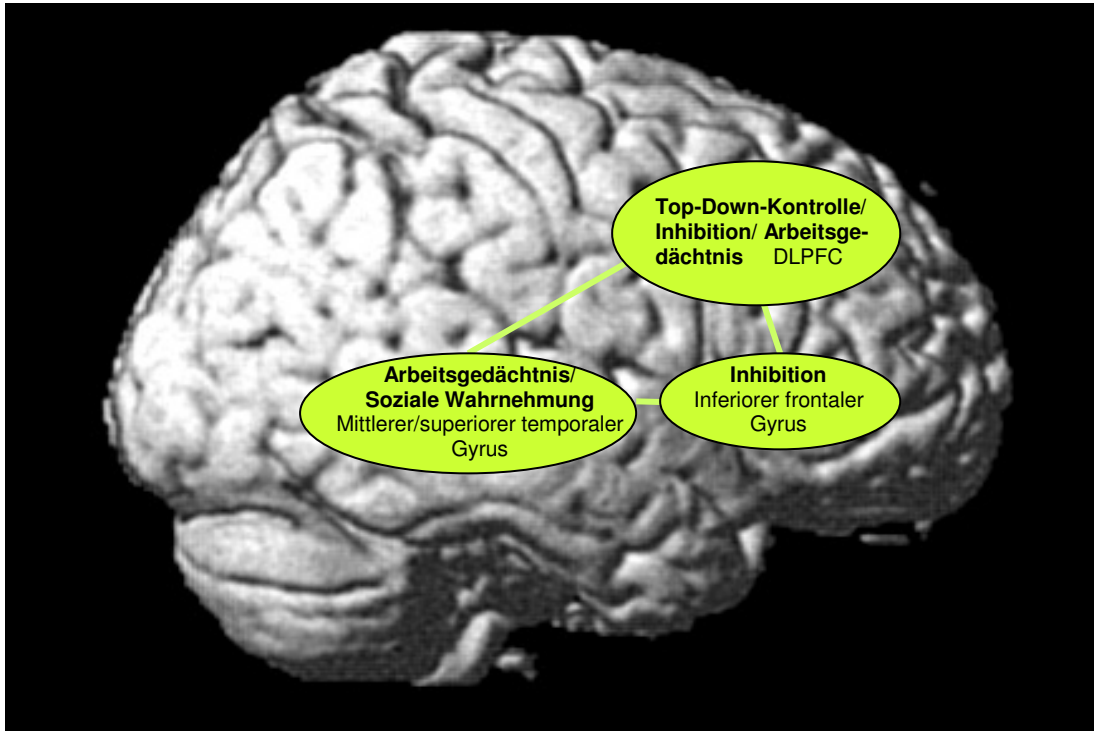 Top-Down-Kontrolle/
Inhibition/ Arbeitsge-
dächtnis DLPFC
Arbeitsgedächtnis/
Soziale Wahrnehmung
Mittlerer/superiorer temporaler
Gyrus
Inhibition
Inferiorer frontaler
Gyrus